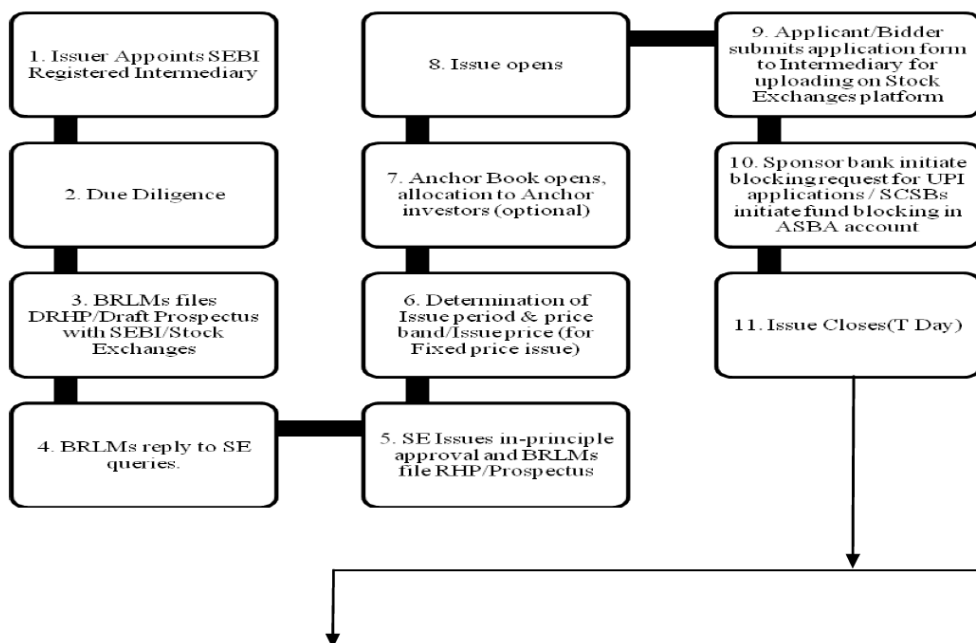 1. Issuer Appoints SEBI
Registered Intermediary
2. Due Diligence
3. BRLMs files
DRHP/Draft Prospectus
with SEBI/Stock
Exchanges
4. BRLMs reply to SE
queries.
5. SE Issues in-principle
approval and BRLMs
file RHP/Prospectus
6. Determination of
Issue period & price
band/Issue price (for
Fixed price issue)
7. Anchor Book opens,
allocation to Anchor
investors (optional)
8. Issue opens
9. Applicant/Bidder
submits application form
to Intermediary for
uploading on Stock
Exchanges platform
10. Sponsor bank initiate
blocking request for UPI
applications / SCSBs
initiate fund blocking in
ASBA account
11. Issue Closes(T Day)